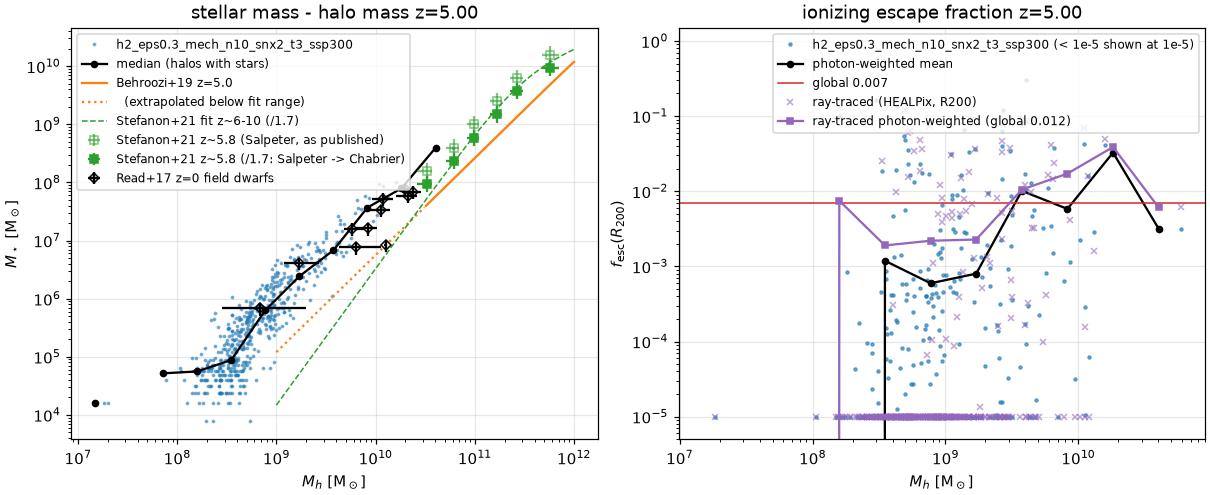 stellar mass - halo mass z=5.00
h2_eps0.3_mech_n10_snx2_t3_ssp300
median (halos with stars)
Behroozi+19 z=5.0
(extrapolated below fit range)
Stefanon+21 fit z~6-10 (/1.7)
Stefanon+21 z~5.8 (Salpeter, as published)
Stefanon+21 z~5.8 (/1.7: Salpeter -> Chabrier)
Read+17 z=0 field dwarfs
M⋆ [M⊙]
10¹⁰
10⁹
10⁸
10⁷
10⁶
10⁵
10⁴
10⁷ 10⁸ 10⁹ 10¹⁰ 10¹¹ 10¹²
Mₕ [M⊙]
ionizing escape fraction z=5.00
h2_eps0.3_mech_n10_snx2_t3_ssp300 (< 1e-5 shown at 1e-5)
photon-weighted mean
global 0.007
ray-traced (HEALPix, R200)
ray-traced photon-weighted (global 0.012)
fesc(R₂₀₀)
10⁰
10⁻¹
10⁻²
10⁻³
10⁻⁴
10⁻⁵
10⁷ 10⁸ 10⁹ 10¹⁰
Mₕ [M⊙]